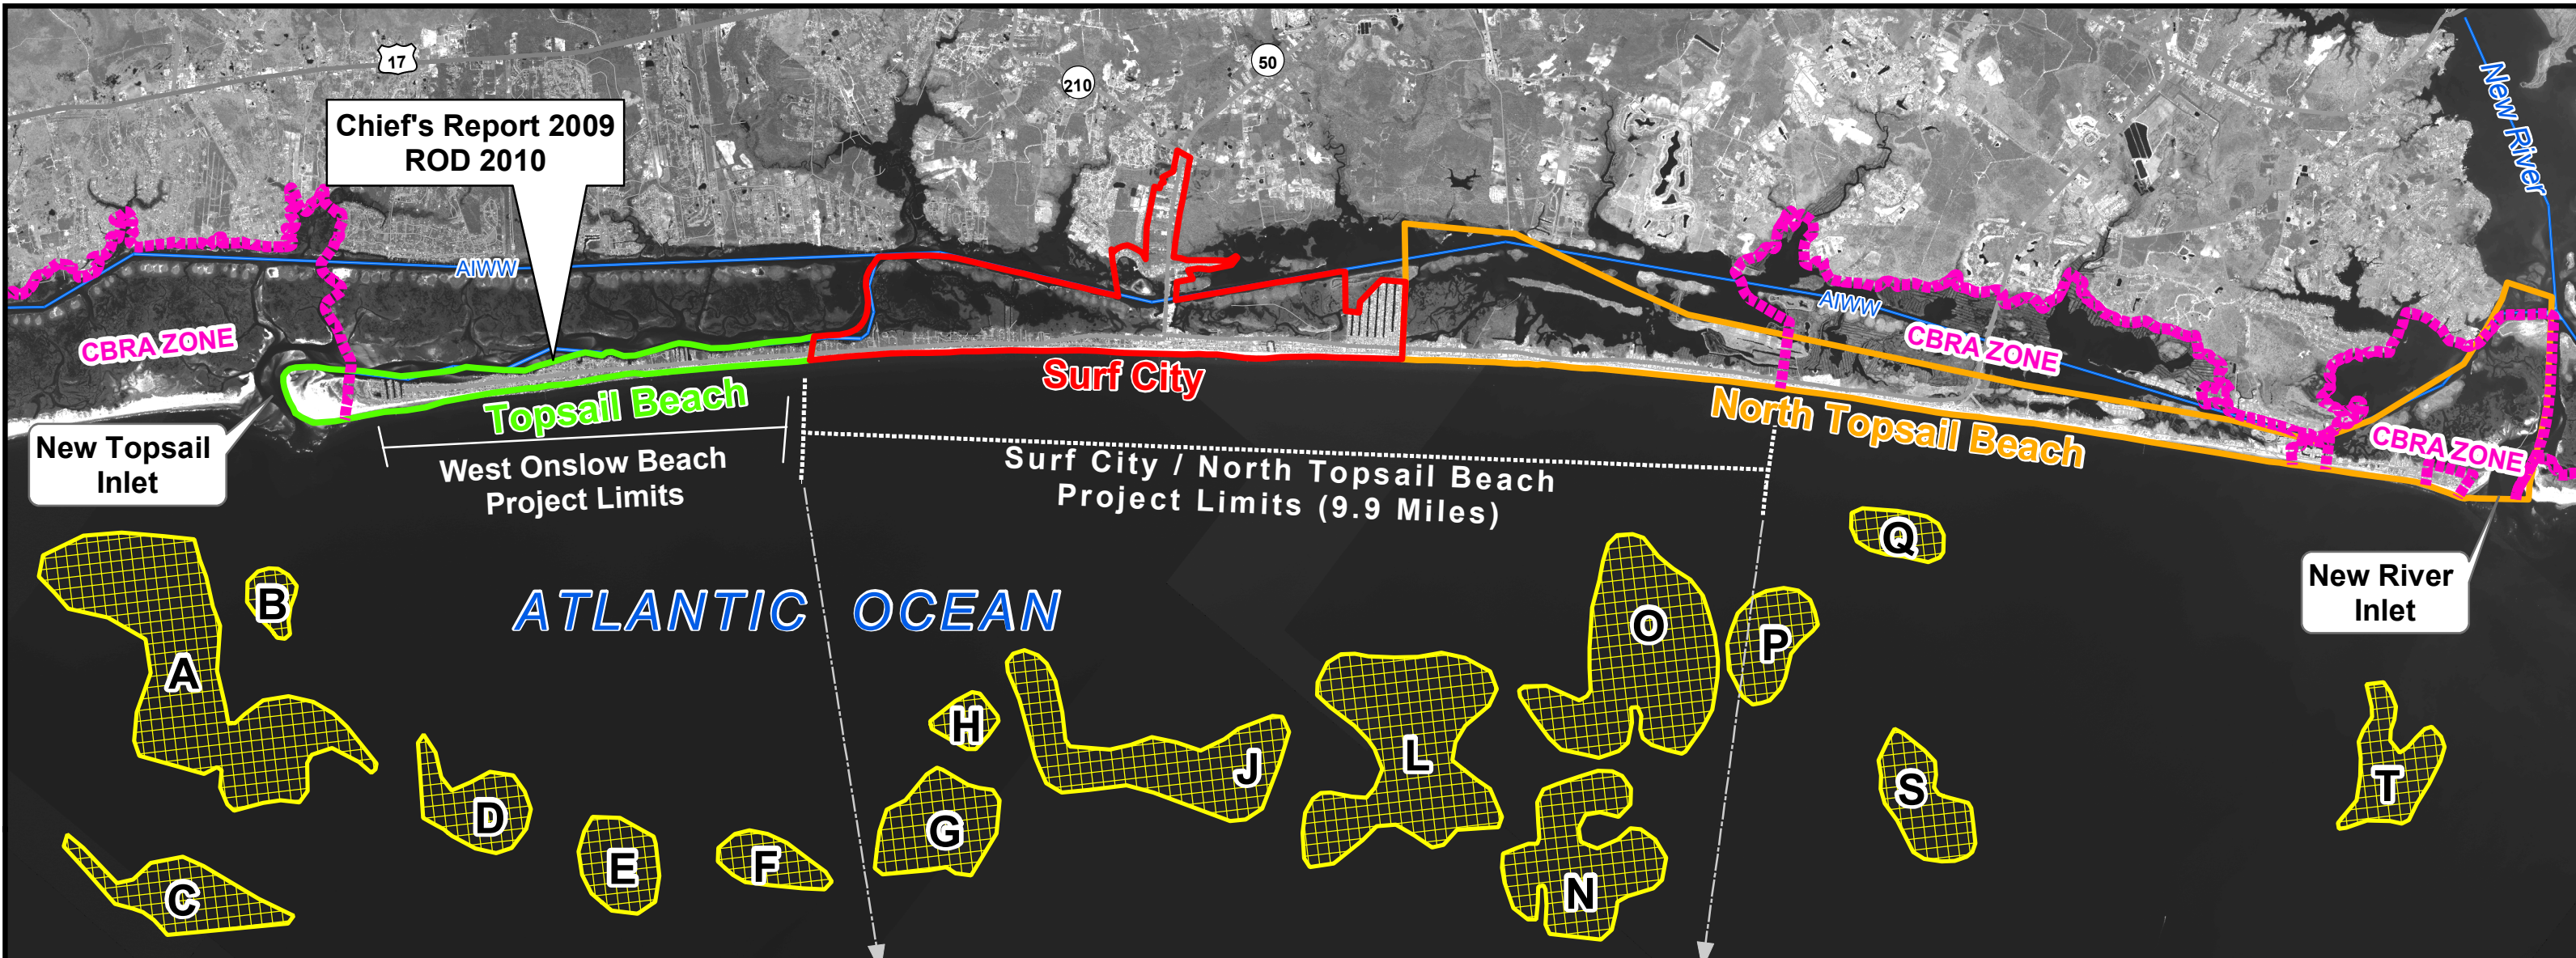 17
210
50
New River
Chief's Report 2009
ROD 2010
AIWW
AIWW
CBRA ZONE
CBRA ZONE
CBRA ZONE
Topsail Beach
Surf City
North Topsail Beach
New Topsail
Inlet
West Onslow Beach
Project Limits
Surf City / North Topsail Beach
Project Limits (9.9 Miles)
New River
Inlet
ATLANTIC OCEAN
A
B
C
D
E
F
G
H
J
L
N
O
P
Q
S
T